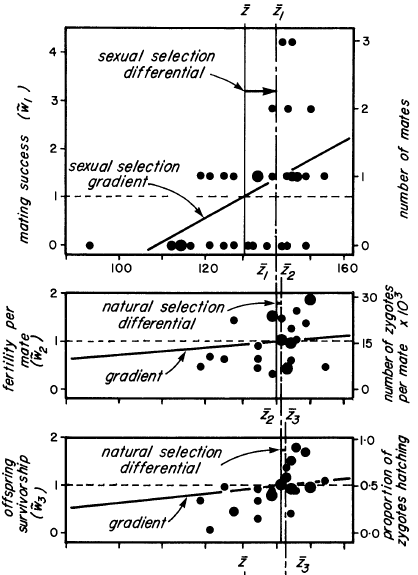 z̄ z̄₁
4
3
2
1
0
mating success (w̃₁)
sexual selection
differential
sexual selection
gradient
3
2
1
0
number of mates
100 120 140 160
z̄₁ z̄₂
2
1
0
fertility per
mate (w̃₂)
natural selection
differential
gradient
30
15
0
number of zygotes
per mate × 10³
z̄₂ z̄₃
2
1
0
offspring
survivorship
(w̃₃)
natural selection
differential
gradient
1·0
0·5
0·0
proportion of
zygotes hatching
z̄ z̄₃